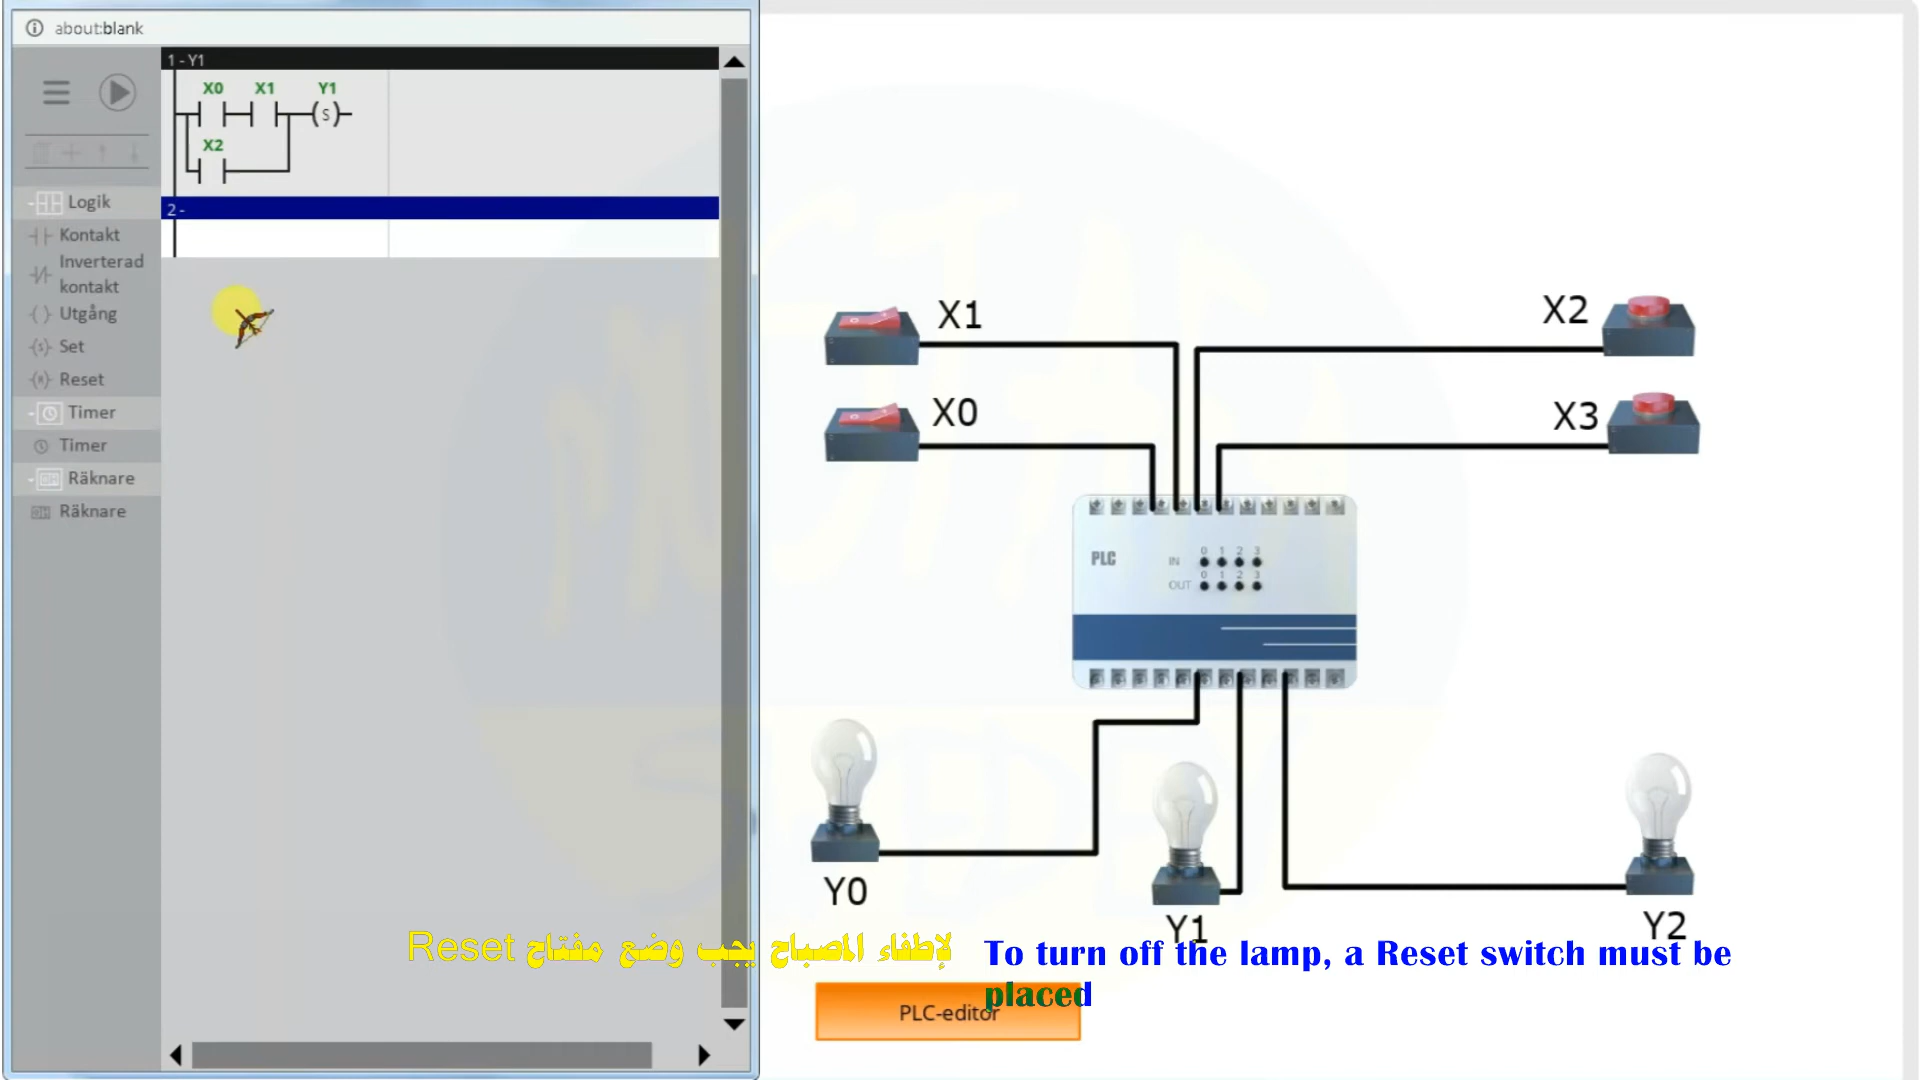 about:blank
1 - Y1
X0 X1 Y1
S
X2
2 -
Logik
Kontakt
Inverterad
kontakt
Utgång
Set
Reset
Timer
Timer
Räknare
Räknare
X1
X2
X0
X3
PLC
0 1 2 3
IN
0 1 2 3
OUT
Y0
Y1
Y2
لإطفاء المصباح يجب وضع مفتاح Reset
To turn off the lamp, a Reset switch must be
placed
PLC-editor